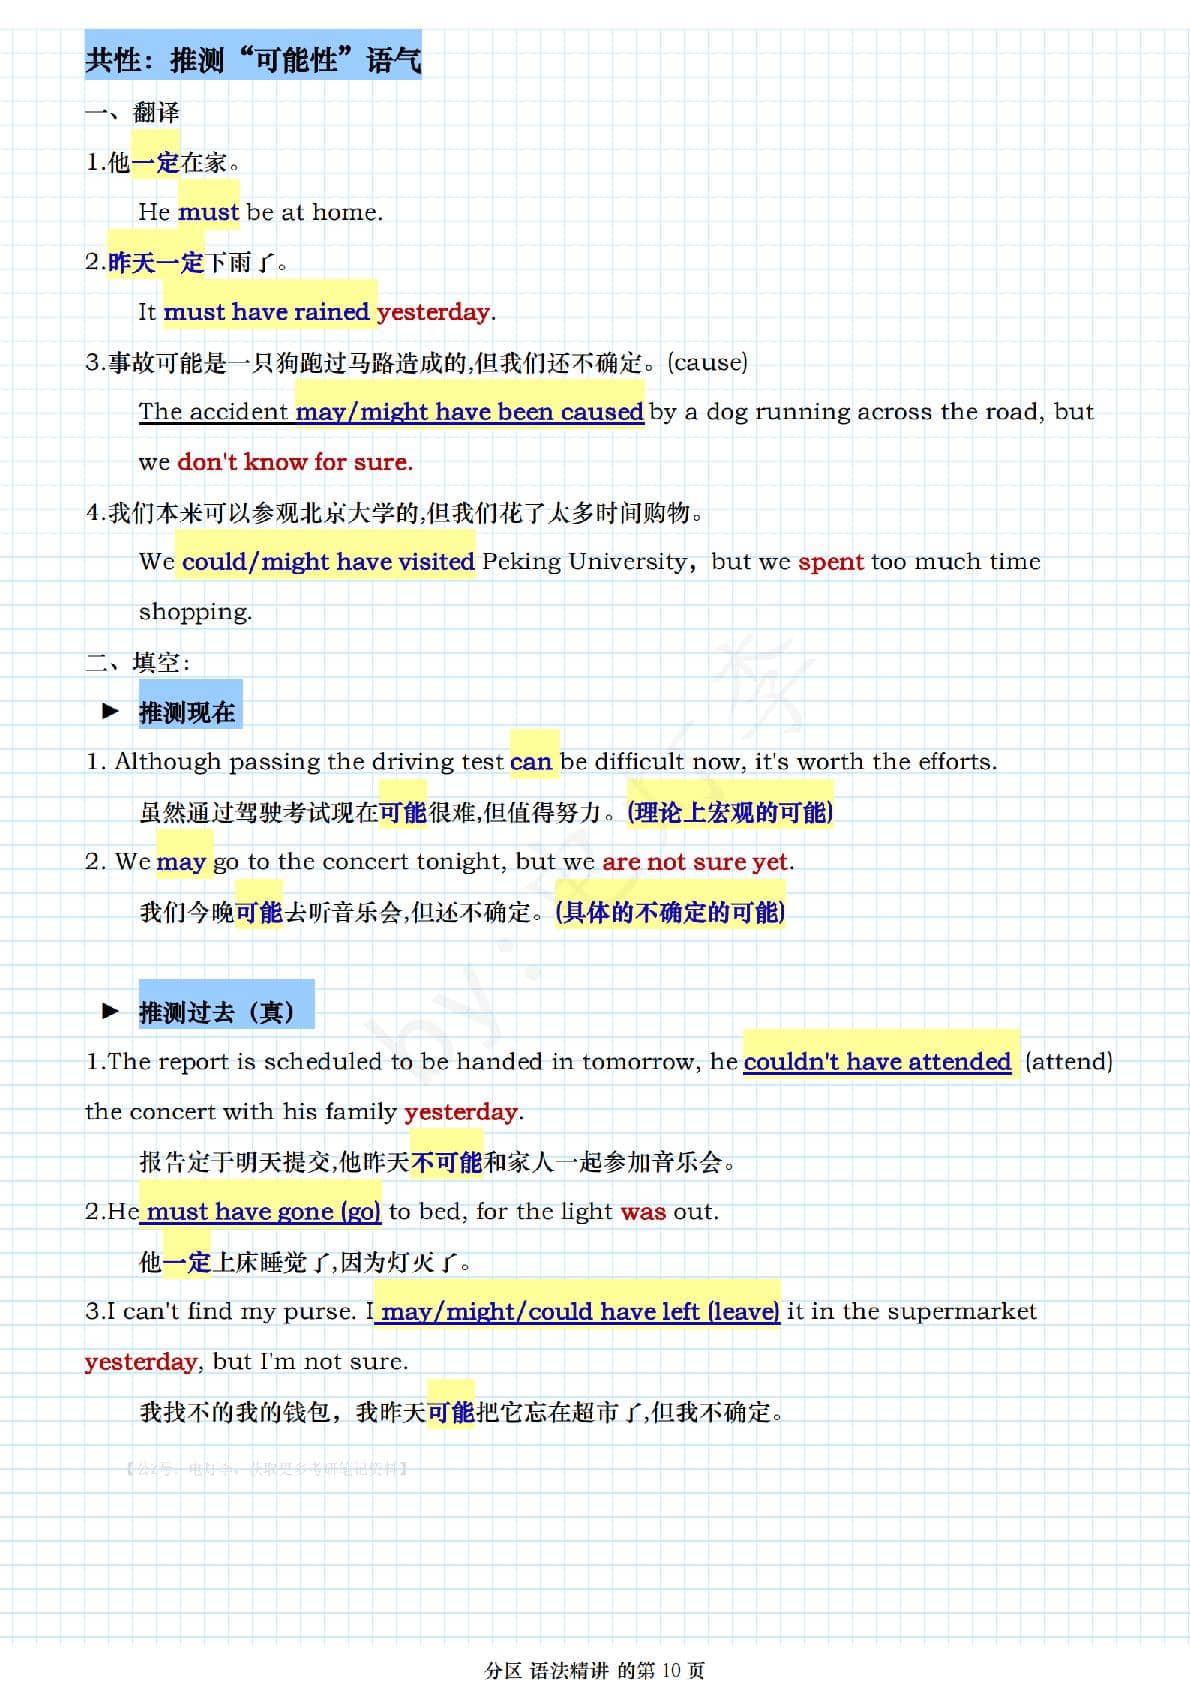 共性：推测“可能性”语气
一、翻译
1.他一定在家。
He must be at home.
2.昨天一定下雨了。
It must have rained yesterday.
3.事故可能是一只狗跑过马路造成的,但我们还不确定。(cause)
The accident may/might have been caused by a dog running across the road, but
we don't know for sure.
4.我们本来可以参观北京大学的,但我们花了太多时间购物。
We could/might have visited Peking University，but we spent too much time
shopping.
二、填空：
► 推测现在
1. Although passing the driving test can be difficult now, it's worth the efforts.
虽然通过驾驶考试现在可能很难,但值得努力。(理论上宏观的可能)
2. We may go to the concert tonight, but we are not sure yet.
我们今晚可能去听音乐会,但还不确定。(具体的不确定的可能)
► 推测过去（真）
1.The report is scheduled to be handed in tomorrow, he couldn't have attended (attend)
the concert with his family yesterday.
报告定于明天提交,他昨天不可能和家人一起参加音乐会。
2.He must have gone (go) to bed, for the light was out.
他一定上床睡觉了,因为灯灭了。
3.I can't find my purse. I may/might/could have left (leave) it in the supermarket
yesterday, but I'm not sure.
我找不的我的钱包，我昨天可能把它忘在超市了,但我不确定。
分区 语法精讲 的第 10 页